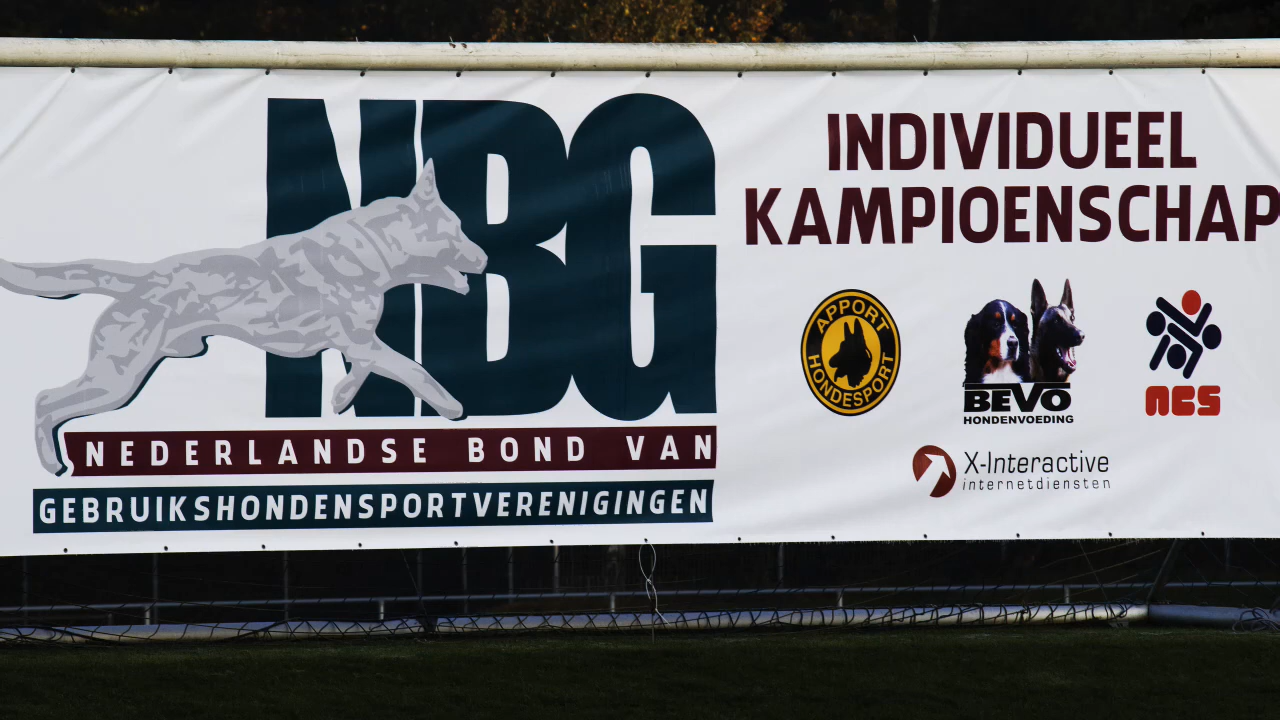 NBG
NEDERLANDSE BOND VAN
GEBRUIKSHONDENSPORTVERENIGINGEN
INDIVIDUEEL
KAMPIOENSCHAP
APPORT
HONDESPORT
BEVO
HONDENVOEDING
NCS
X-Interactive
internetdiensten